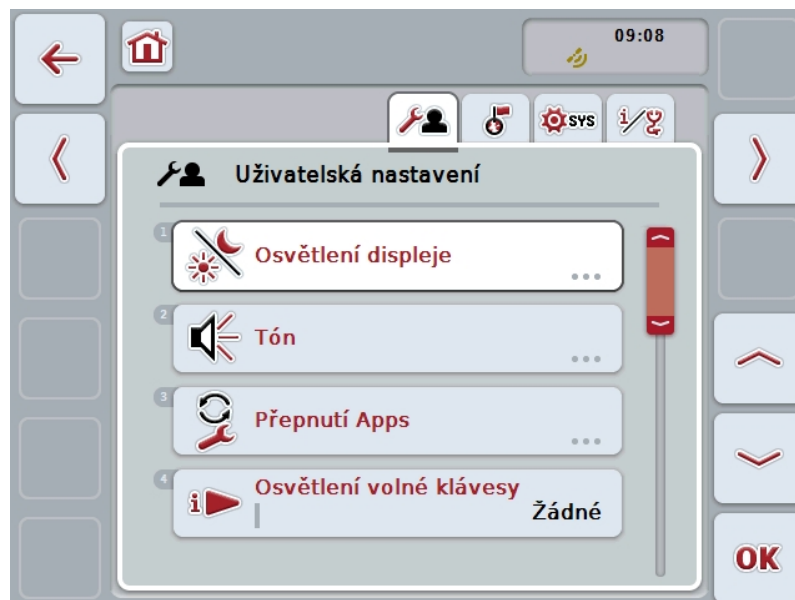 09:08
SYS
i/
Uživatelská nastavení
1
Osvětlení displeje
...
2
Tón
...
3
Přepnutí Apps
...
4
i
Osvětlení volné klávesy
Žádné
OK